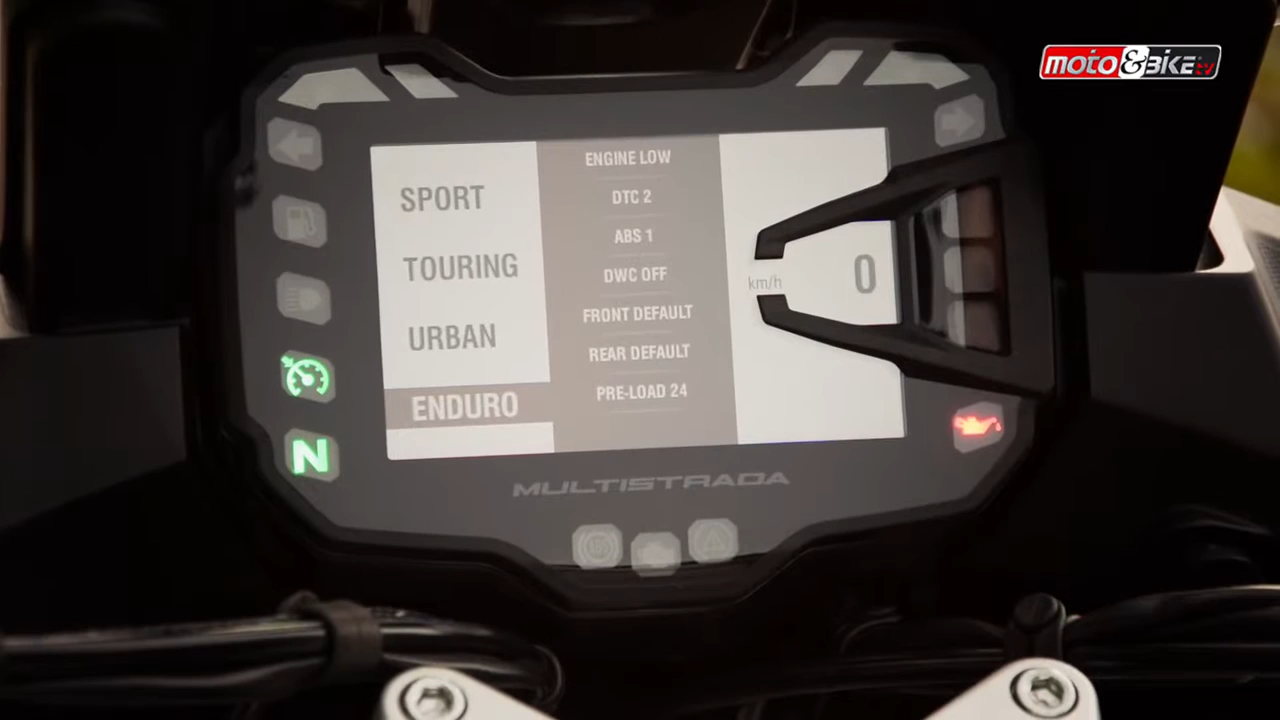 moto&BIKE tv
SPORT
TOURING
URBAN
ENDURO
ENGINE LOW
DTC 2
ABS 1
DWC OFF
FRONT DEFAULT
REAR DEFAULT
PRE-LOAD 24
km/h
0
N
MULTISTRADA